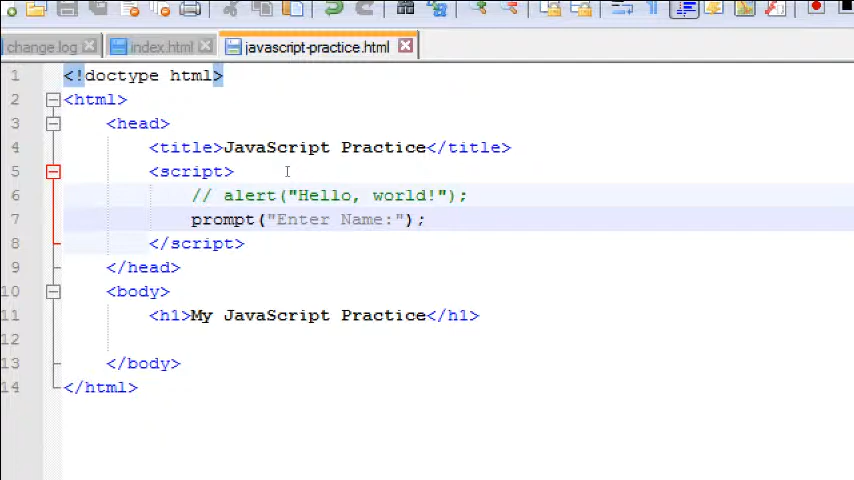 change log index.html javascript-practice.html
1 <!doctype html>
2 <html>
3 <head>
4 <title>JavaScript Practice</title>
5 <script>
6 // alert("Hello, world!");
7 prompt("Enter Name:");
8 </script>
9 </head>
10 <body>
11 <h1>My JavaScript Practice</h1>
12
13 </body>
14 </html>